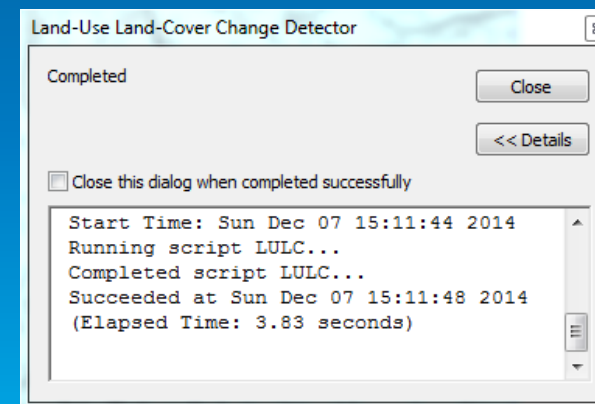 Land-Use Land-Cover Change Detector
Completed
Close
<< Details
Close this dialog when completed successfully
Start Time: Sun Dec 07 15:11:44 2014
Running script LULC...
Completed script LULC...
Succeeded at Sun Dec 07 15:11:48 2014
(Elapsed Time: 3.83 seconds)